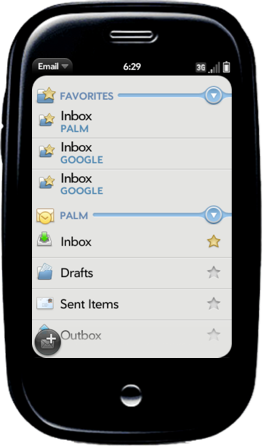 Email 6:29 3G
FAVORITES
Inbox
PALM
Inbox
GOOGLE
Inbox
GOOGLE
PALM
Inbox
Drafts
Sent Items
Outbox